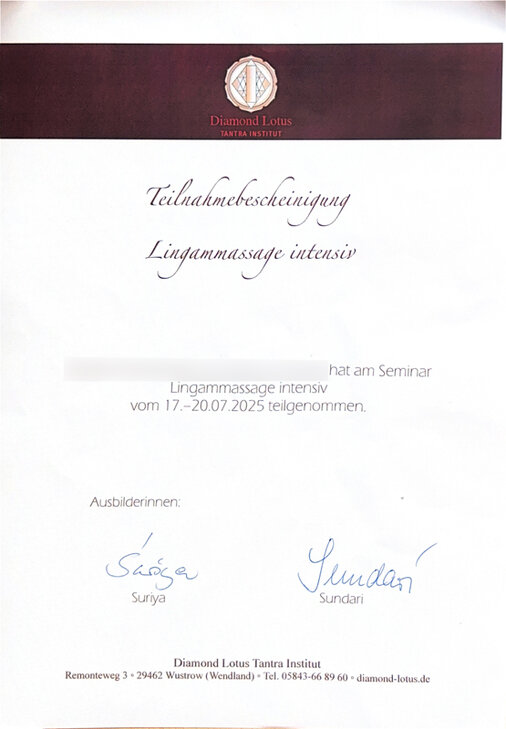 Diamond Lotus
TANTRA INSTITUT
Teilnahmebescheinigung
Lingammassage intensiv
hat am Seminar
Lingammassage intensiv
vom 17.–20.07.2025 teilgenommen.
Ausbilderinnen:
Suriya Sundari
Suriya Sundari
Diamond Lotus Tantra Institut
Remonteweg 3 • 29462 Wustrow (Wendland) • Tel. 05843-66 89 60 • diamond-lotus.de